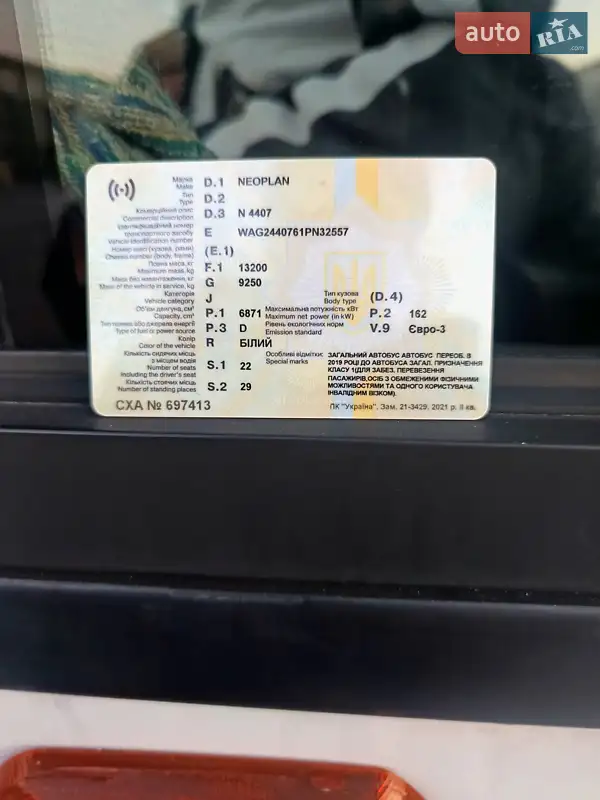 auto RIA .com
Марка
Make D.1 NEOPLAN
Тип
Type D.2
Комерційний опис
Commercial description D.3 N 4407
Ідентифікаційний номер
транспортного засобу
Vehicle identification number E WAG2440761PN32557
Номер шасі (кузова, рами)
Chassis number (body, frame) (E.1)
Повна маса, кг
Maximum mass, kg F.1 13200
Маса без навантаження, кг
Mass of the vehicle in service, kg G 9250
Категорія
Vehicle category J
Тип кузова
Body type (D.4)
Об'єм двигуна, см³
Capacity, cm³ P.1 6871
Максимальна потужність кВт
Maximum net power (in kW) P.2 162
Тип палива або джерела енергії
Type of fuel or power source P.3 D
Рівень екологічних норм
Emission standard V.9 Євро-3
Колір
Color of the vehicle R БІЛИЙ
Кількість сидячих місць
з місцем водія
Number of seats
including the driver's seat S.1 22
Кількість стоячих місць
Number of standing places S.2 29
Особливі відмітки:
Special marks
ЗАГАЛЬНИЙ АВТОБУС АВТОБУС ПЕРЕОБ. В
2019 РОЦІ ДО АВТОБУСА ЗАГАЛ. ПРИЗНАЧЕННЯ
КЛАСУ 1(ДЛЯ ЗАБЕЗ. ПЕРЕВЕЗЕННЯ
ПАСАЖИРІВ,ОСІБ З ОБМЕЖЕНИМИ ФІЗИЧНИМИ
МОЖЛИВОСТЯМИ ТА ОДНОГО КОРИСТУВАЧА
ІНВАЛІДНИМ ВІЗКОМ).
СХА № 697413
ПК "Україна", Зам. 21-3429, 2021 р. ІІ кв.